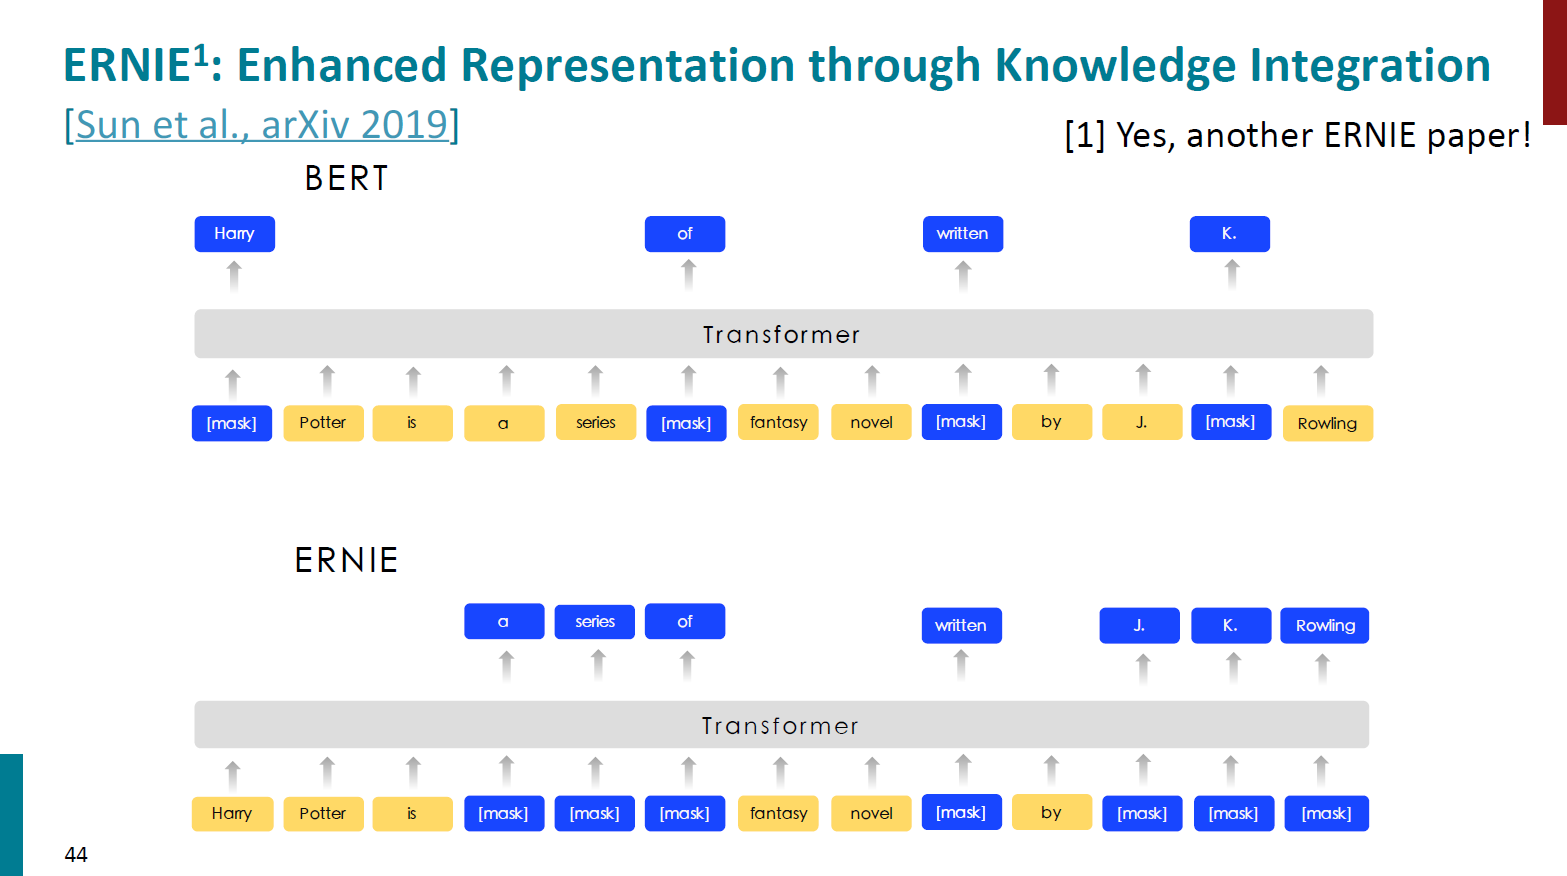 ERNIE¹: Enhanced Representation through Knowledge Integration
[Sun et al., arXiv 2019]
[1] Yes, another ERNIE paper!
BERT
Harry of written K.
Transformer
[mask] Potter is a series [mask] fantasy novel [mask] by J. [mask] Rowling
ERNIE
a series of written J. K. Rowling
Transformer
Harry Potter is [mask] [mask] [mask] fantasy novel [mask] by [mask] [mask] [mask]
44